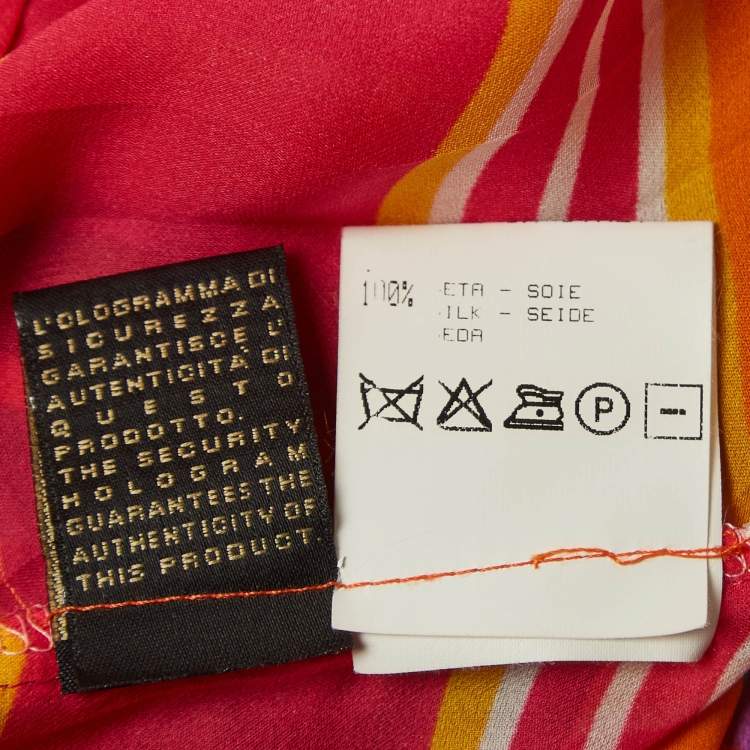 L'OLOGRAMMA DI
SICUREZZA
GARANTISCE L'
AUTENTICITÀ DI
QUESTO
PRODOTTO.
THE SECURITY
HOLOGRAM
GUARANTEES THE
AUTHENTICITY OF
THIS PRODUCT.
100% ETA - SOIE
ILK - SEIDE
EDA
P